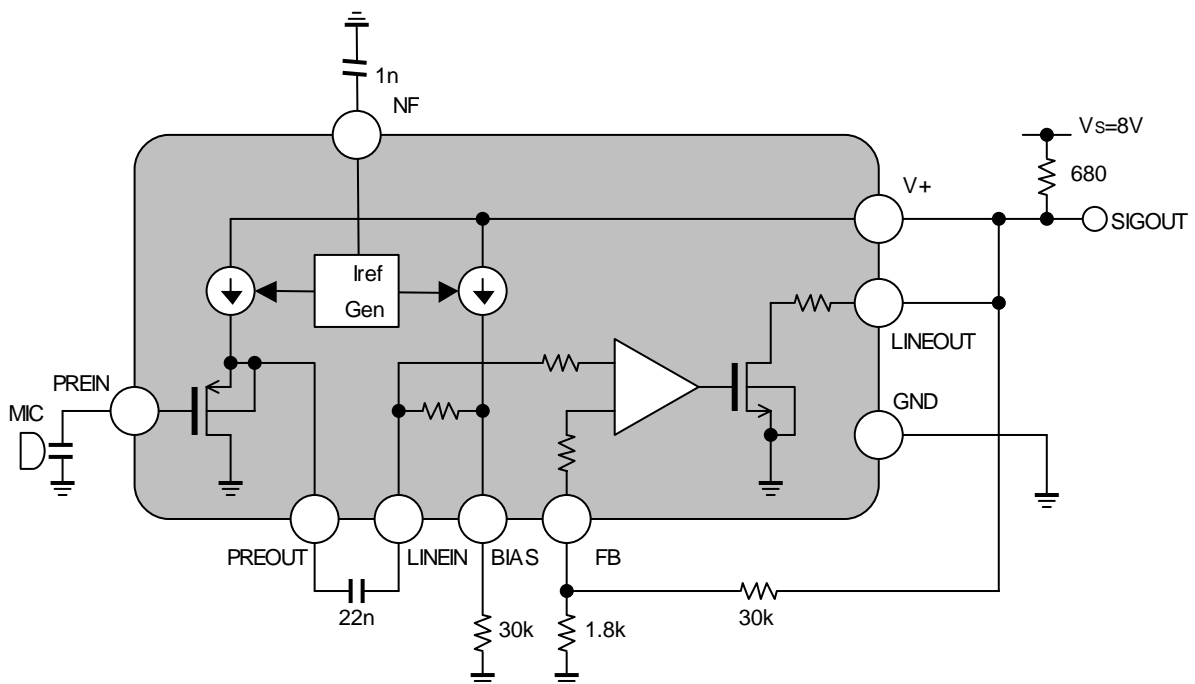 1n
NF
Vs=8V
680
V+
SIGOUT
Iref
Gen
LINEOUT
PREIN
MIC
GND
PREOUT
LINEIN
BIAS
FB
22n
30k
1.8k
30k